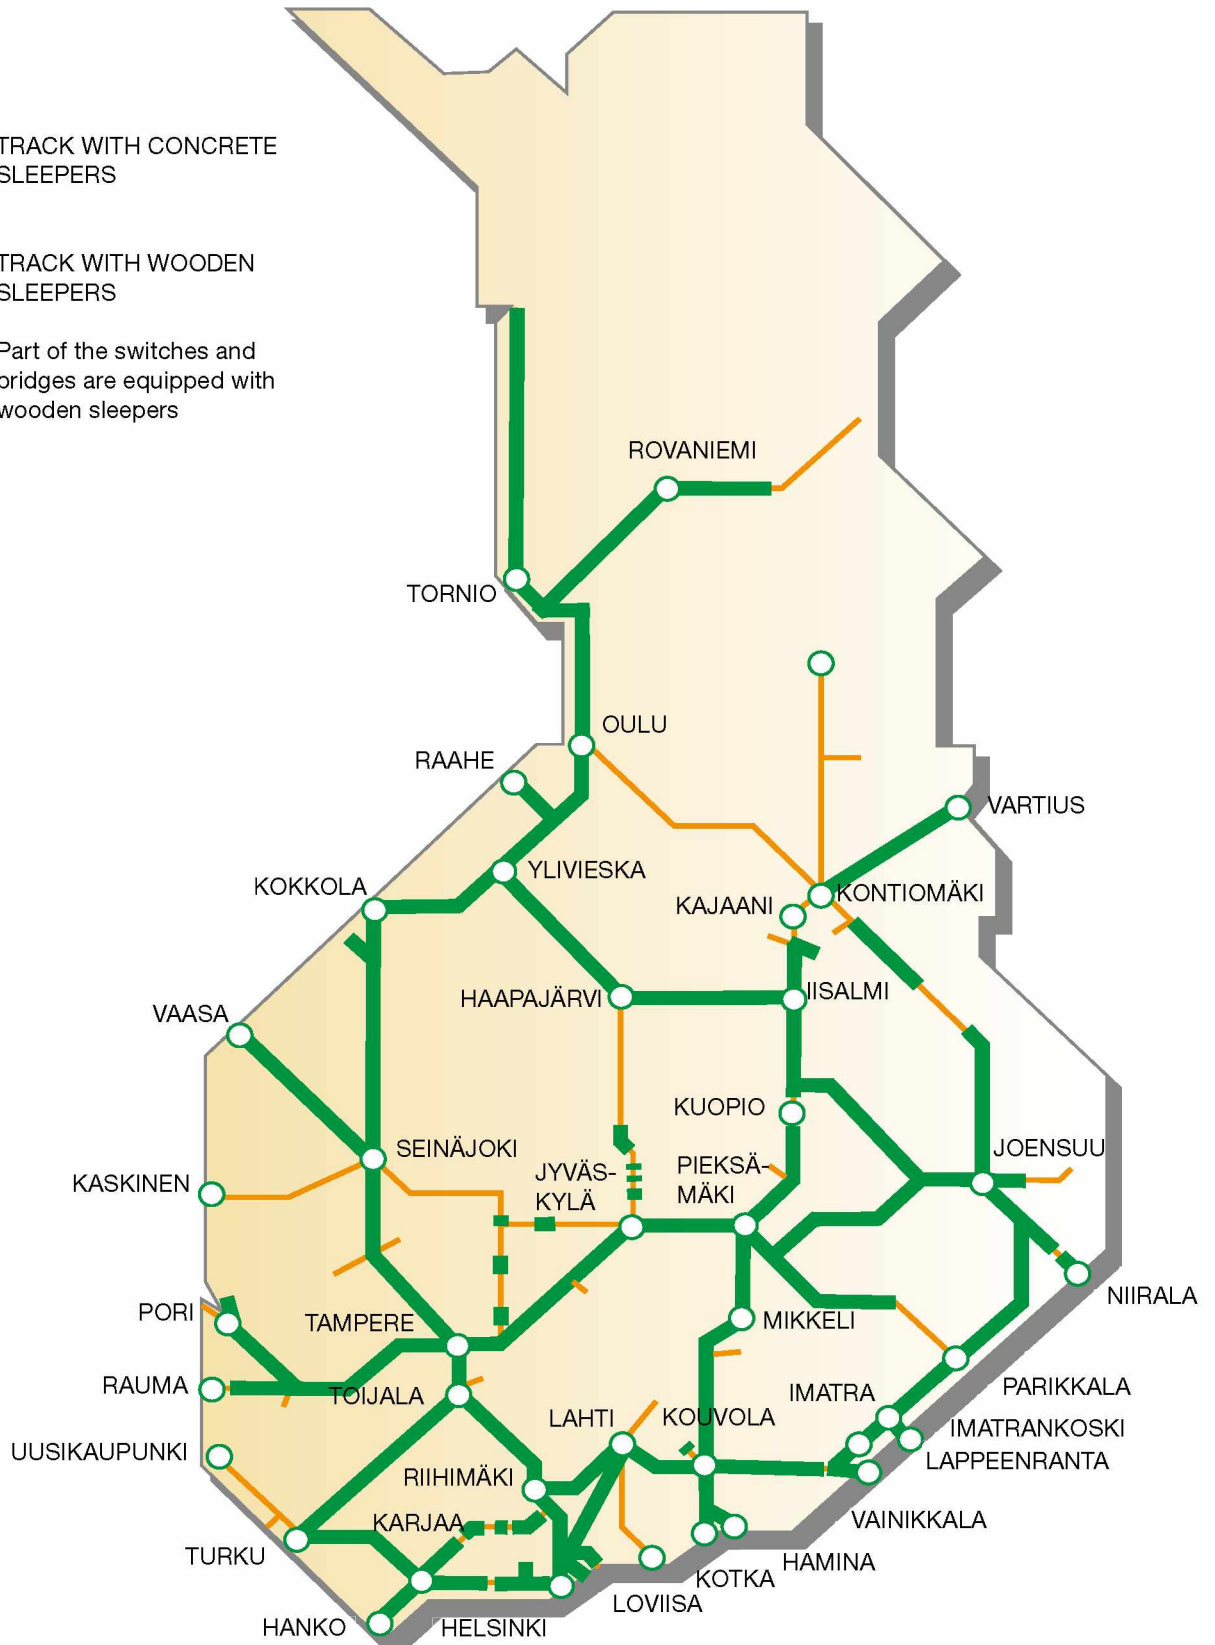 TRACK WITH CONCRETE
SLEEPERS
TRACK WITH WOODEN
SLEEPERS
Part of the switches and
bridges are equipped with
wooden sleepers
ROVANIEMI
TORNIO
OULU
RAAHE
VARTIUS
YLIVIESKA
KOKKOLA
KONTIOMÄKI
KAJAANI
HAAPAJÄRVI
IISALMI
VAASA
KUOPIO
SEINÄJOKI
JOENSUU
JYVÄS-
KYLÄ
PIEKSÄ-
MÄKI
KASKINEN
NIIRALA
PORI
TAMPERE
MIKKELI
RAUMA
TOIJALA
PARIKKALA
IMATRA
LAHTI
KOUVOLA
IMATRANKOSKI
UUSIKAUPUNKI
LAPPEENRANTA
RIIHIMÄKI
KARJAA
VAINIKKALA
TURKU
HAMINA
KOTKA
LOVIISA
HANKO
HELSINKI